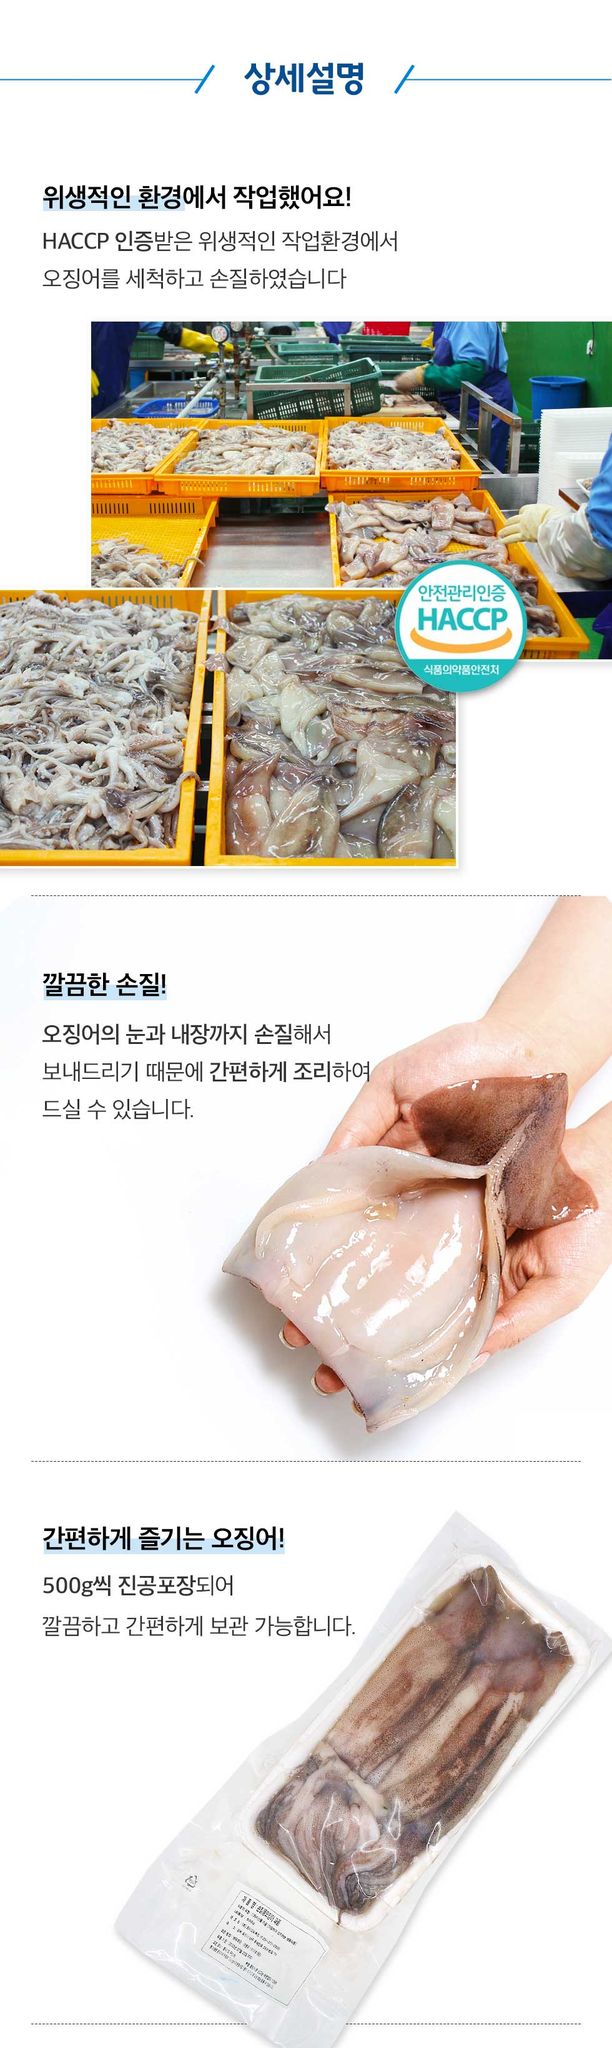 상세설명
위생적인 환경에서 작업했어요!
HACCP 인증받은 위생적인 작업환경에서
오징어를 세척하고 손질하였습니다
안전관리인증
HACCP
식품의약품안전처
깔끔한 손질!
오징어의 눈과 내장까지 손질해서
보내드리기 때문에 간편하게 조리하여
드실 수 있습니다.
간편하게 즐기는 오징어!
500g씩 진공포장되어
깔끔하고 간편하게 보관 가능합니다.